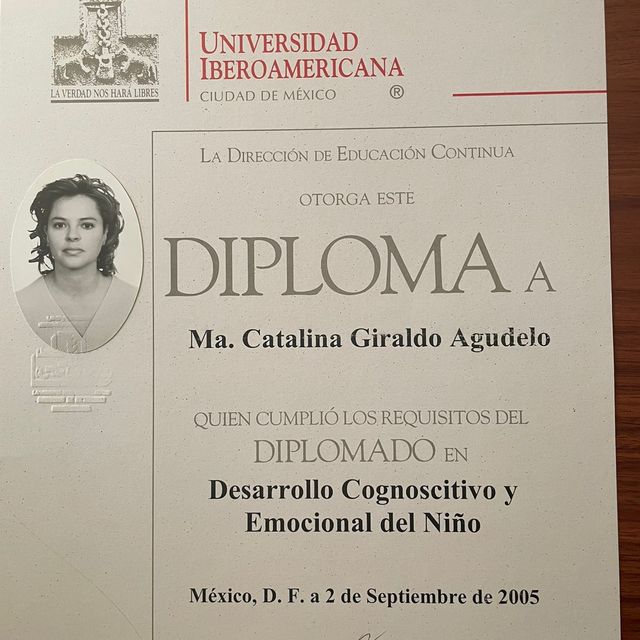 LA VERDAD NOS HARÁ LIBRES
UNIVERSIDAD
IBEROAMERICANA
CIUDAD DE MÉXICO ®
LA DIRECCIÓN DE EDUCACIÓN CONTINUA
OTORGA ESTE
DIPLOMA A
Ma. Catalina Giraldo Agudelo
QUIEN CUMPLIÓ LOS REQUISITOS DEL
DIPLOMADO EN
Desarrollo Cognoscitivo y
Emocional del Niño
México, D. F. a 2 de Septiembre de 2005